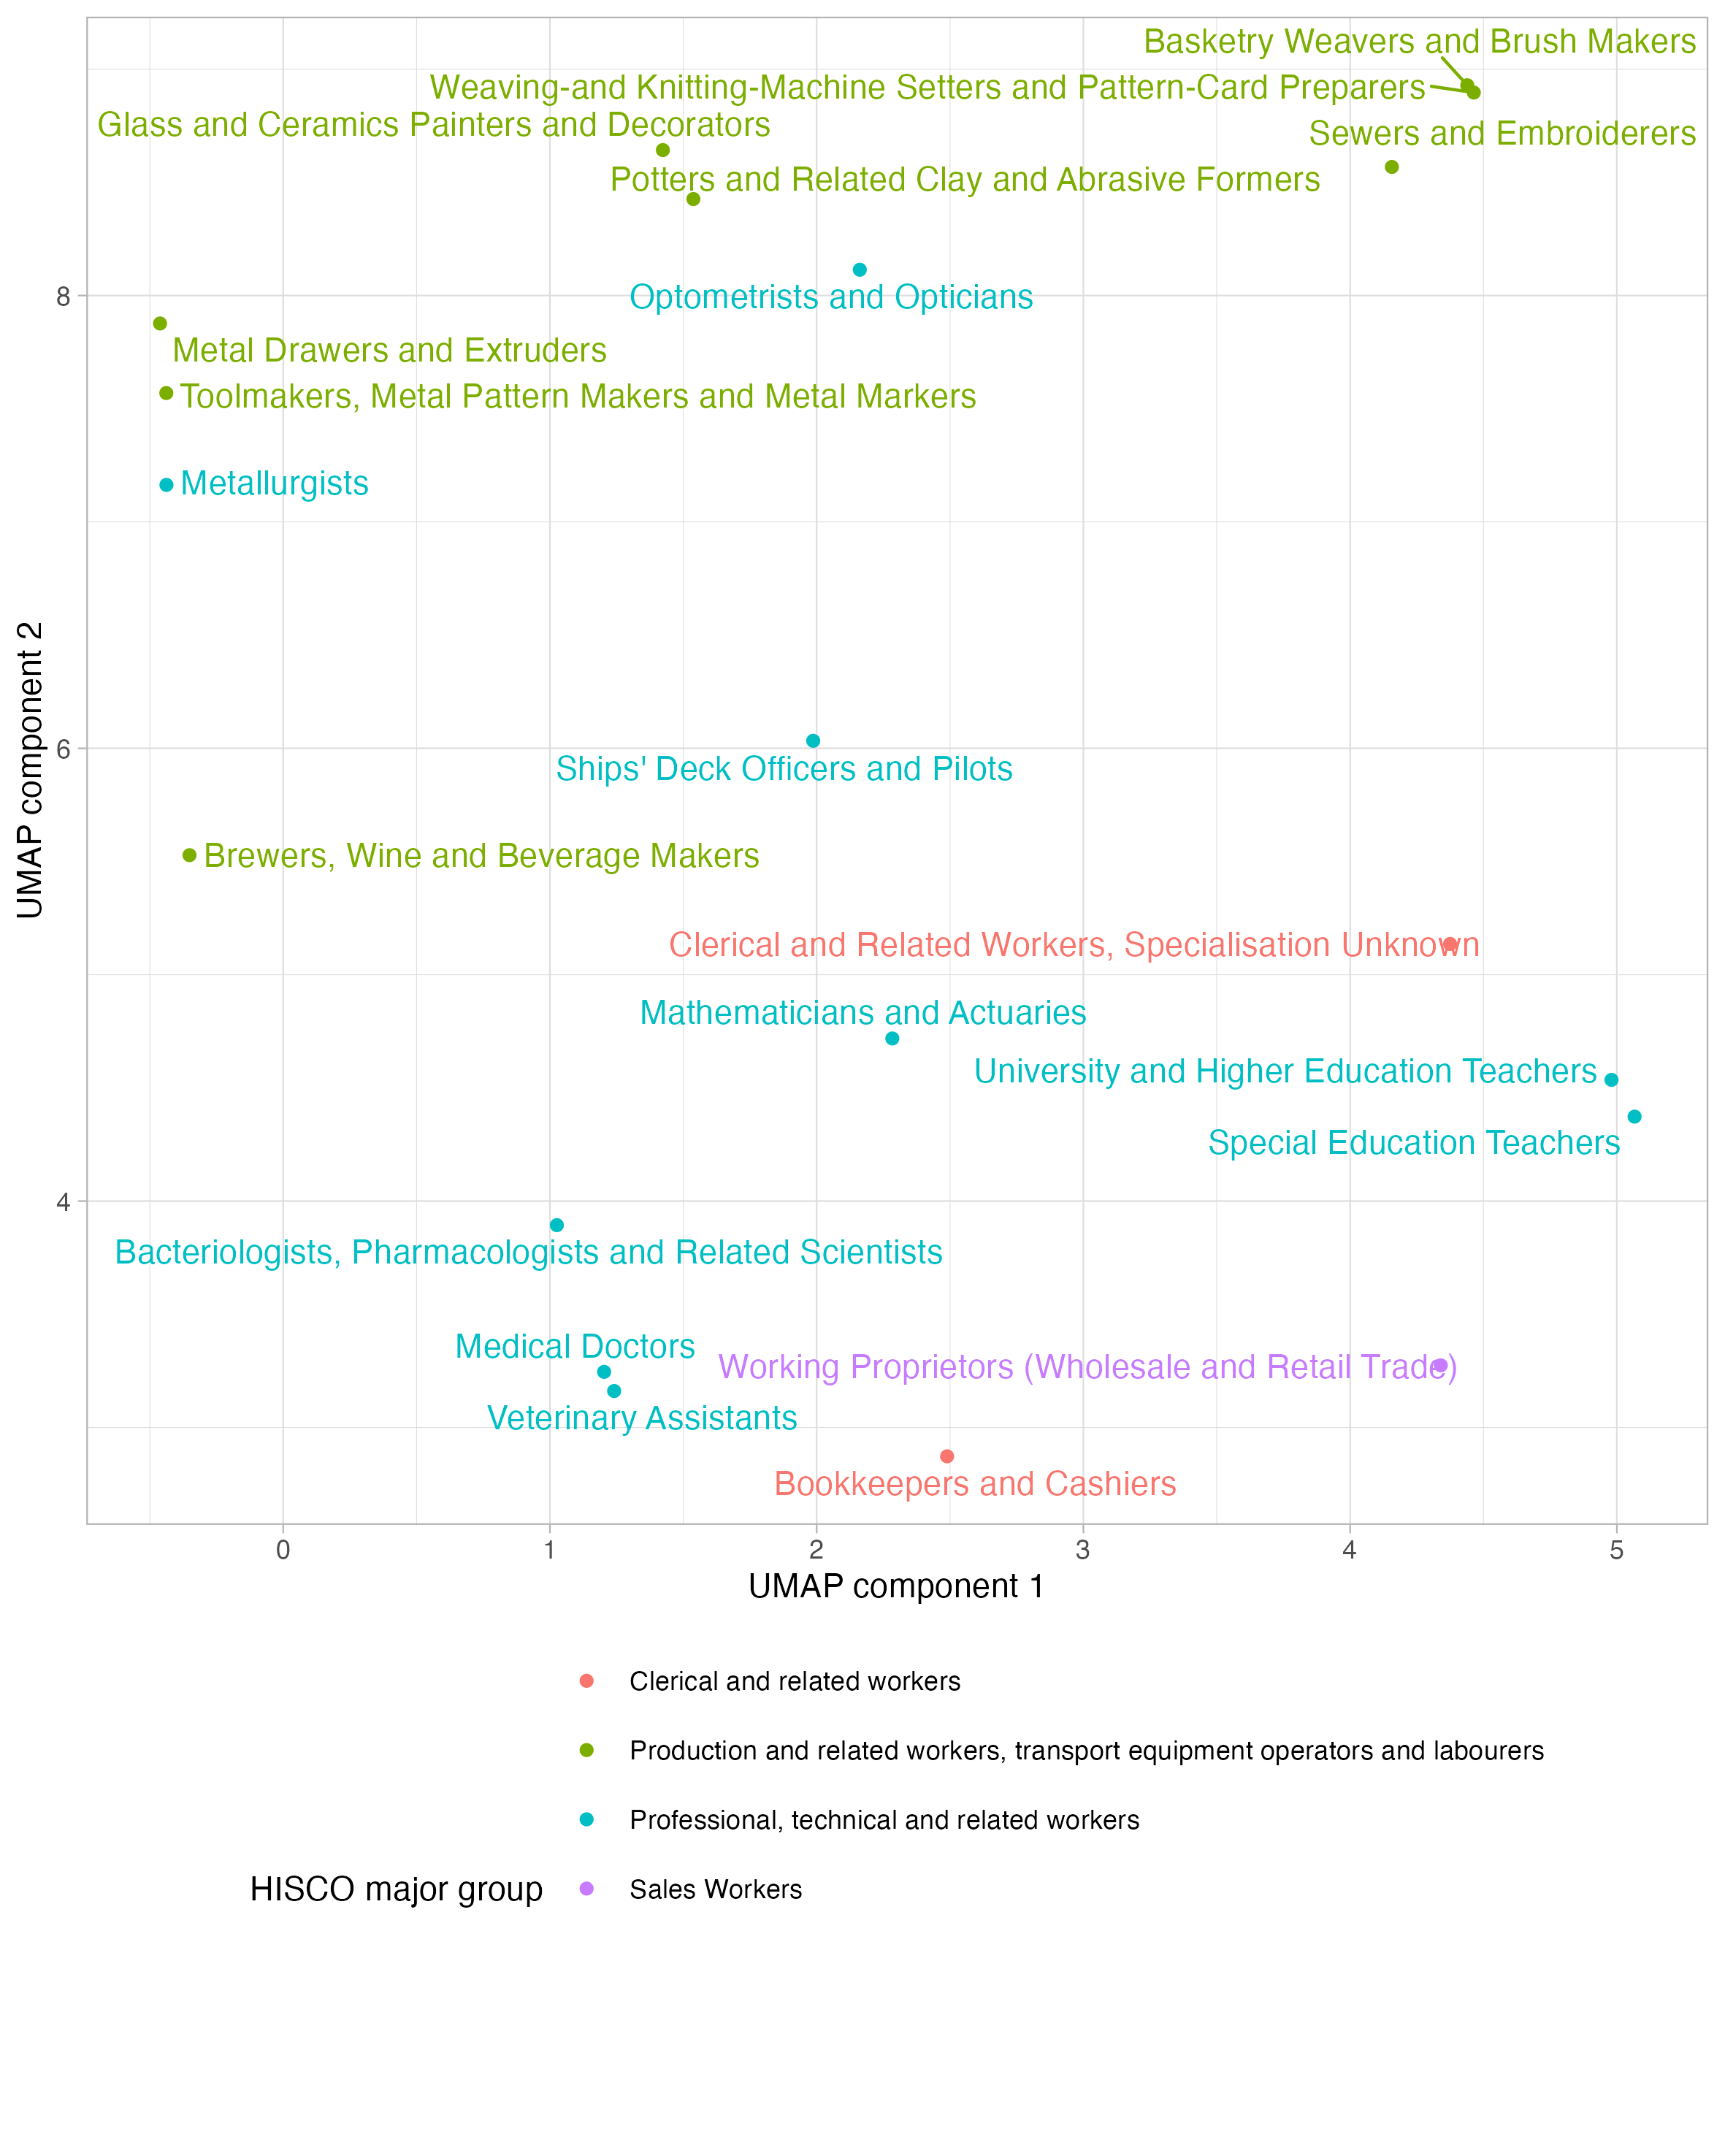 Basketry Weavers and Brush Makers
Weaving-and Knitting-Machine Setters and Pattern-Card Preparers
Glass and Ceramics Painters and Decorators
Sewers and Embroiderers
Potters and Related Clay and Abrasive Formers
8
Optometrists and Opticians
Metal Drawers and Extruders
Toolmakers, Metal Pattern Makers and Metal Markers
Metallurgists
UMAP component 2
6
Ships' Deck Officers and Pilots
Brewers, Wine and Beverage Makers
Clerical and Related Workers, Specialisation Unknown
Mathematicians and Actuaries
University and Higher Education Teachers
Special Education Teachers
4
Bacteriologists, Pharmacologists and Related Scientists
Medical Doctors
Working Proprietors (Wholesale and Retail Trade)
Veterinary Assistants
Bookkeepers and Cashiers
0 1 2 3 4 5
UMAP component 1
Clerical and related workers
Production and related workers, transport equipment operators and labourers
Professional, technical and related workers
HISCO major group Sales Workers